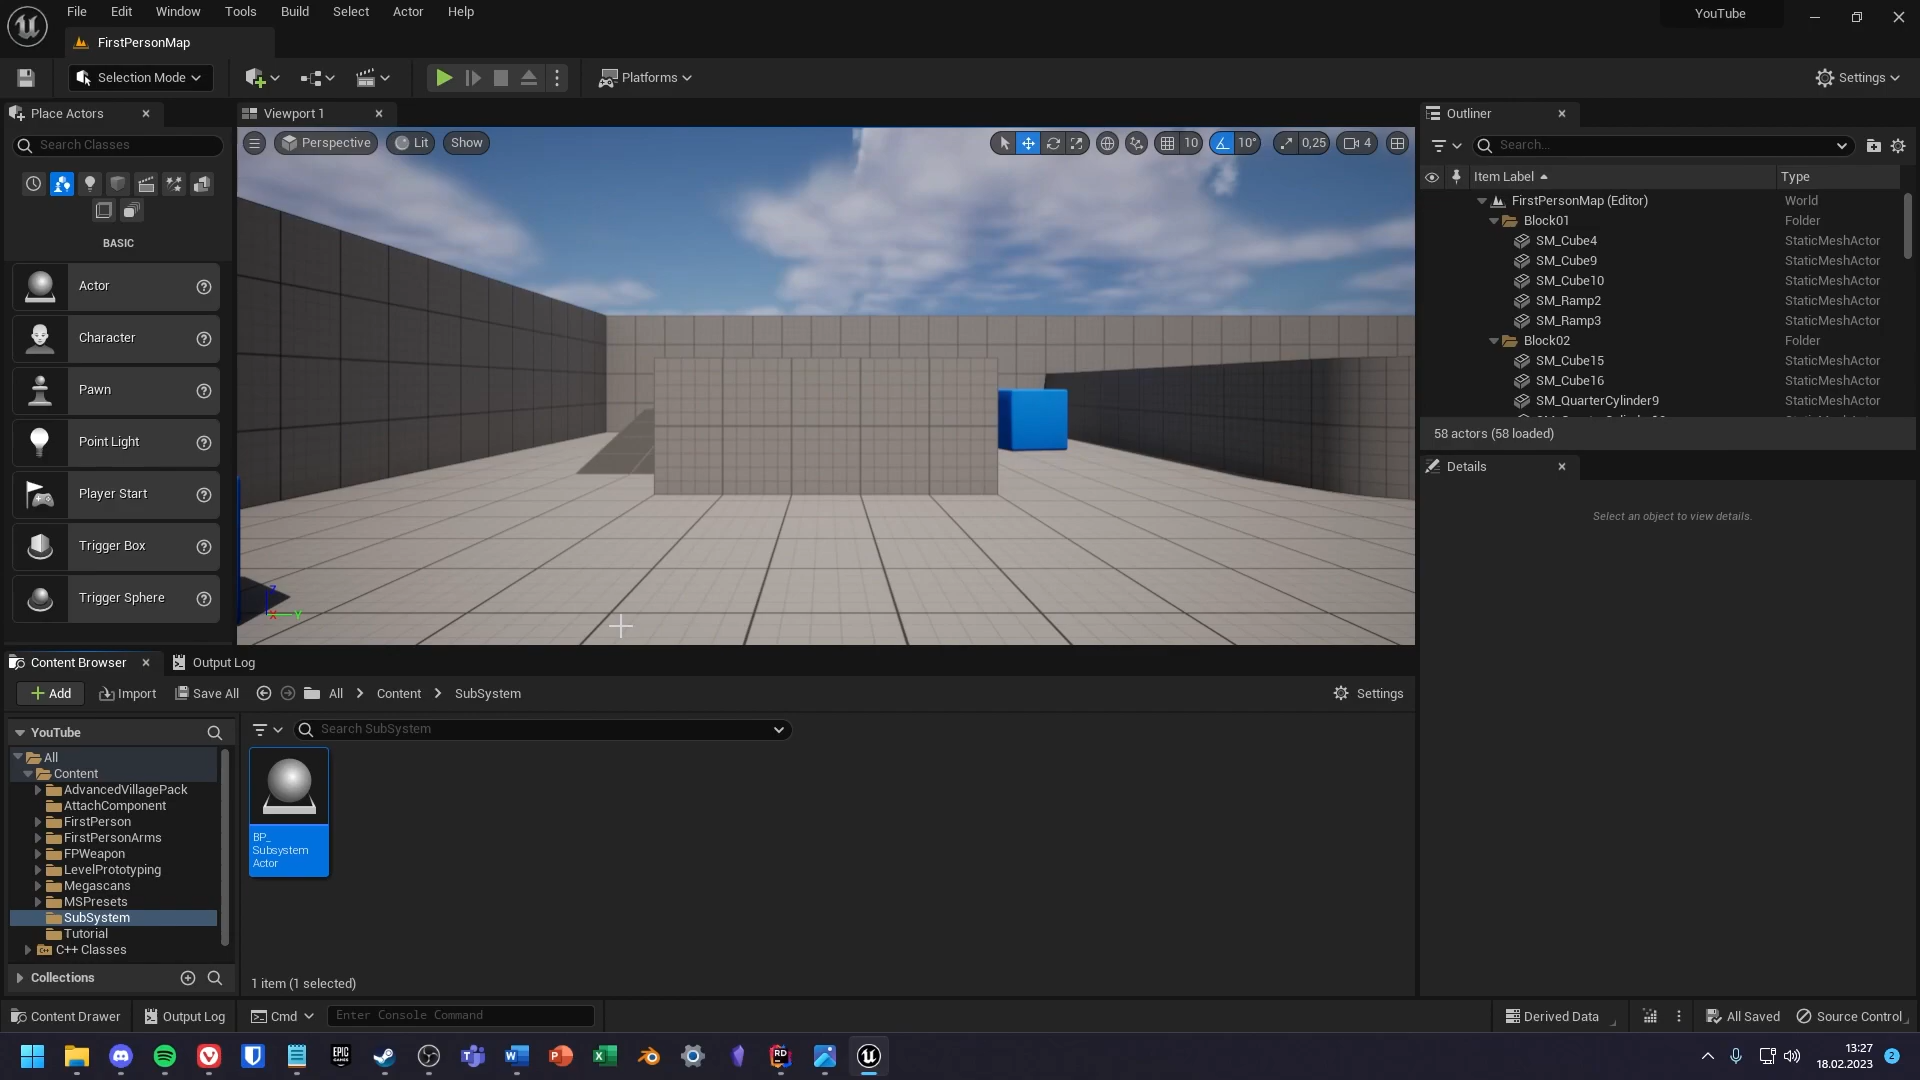 File Edit Window Tools Build Select Actor Help
YouTube
FirstPersonMap
Selection Mode
Platforms
Settings
Place Actors
Viewport 1
Outliner
Search Classes
Perspective
Lit
Show
10
10°
0,25
4
Search...
Item Label
Type
FirstPersonMap (Editor) World
Block01 Folder
SM_Cube4 StaticMeshActor
SM_Cube9 StaticMeshActor
SM_Cube10 StaticMeshActor
SM_Ramp2 StaticMeshActor
SM_Ramp3 StaticMeshActor
Block02 Folder
SM_Cube15 StaticMeshActor
SM_Cube16 StaticMeshActor
SM_QuarterCylinder9 StaticMeshActor
58 actors (58 loaded)
Details
Select an object to view details.
BASIC
Actor
Character
Pawn
Point Light
Player Start
Trigger Box
Trigger Sphere
Z
X
Y
Content Browser
Output Log
Add
Import
Save All
All
Content
SubSystem
Settings
YouTube
Search SubSystem
All
Content
AdvancedVillagePack
AttachComponent
FirstPerson
FirstPersonArms
FPWeapon
LevelPrototyping
Megascans
MSPresets
SubSystem
Tutorial
C++ Classes
Collections
BP_
Subsystem
Actor
1 item (1 selected)
Content Drawer
Output Log
Cmd
Enter Console Command
Derived Data
All Saved
Source Control
EPIC
GAMES
RD
13:27
18.02.2023
2